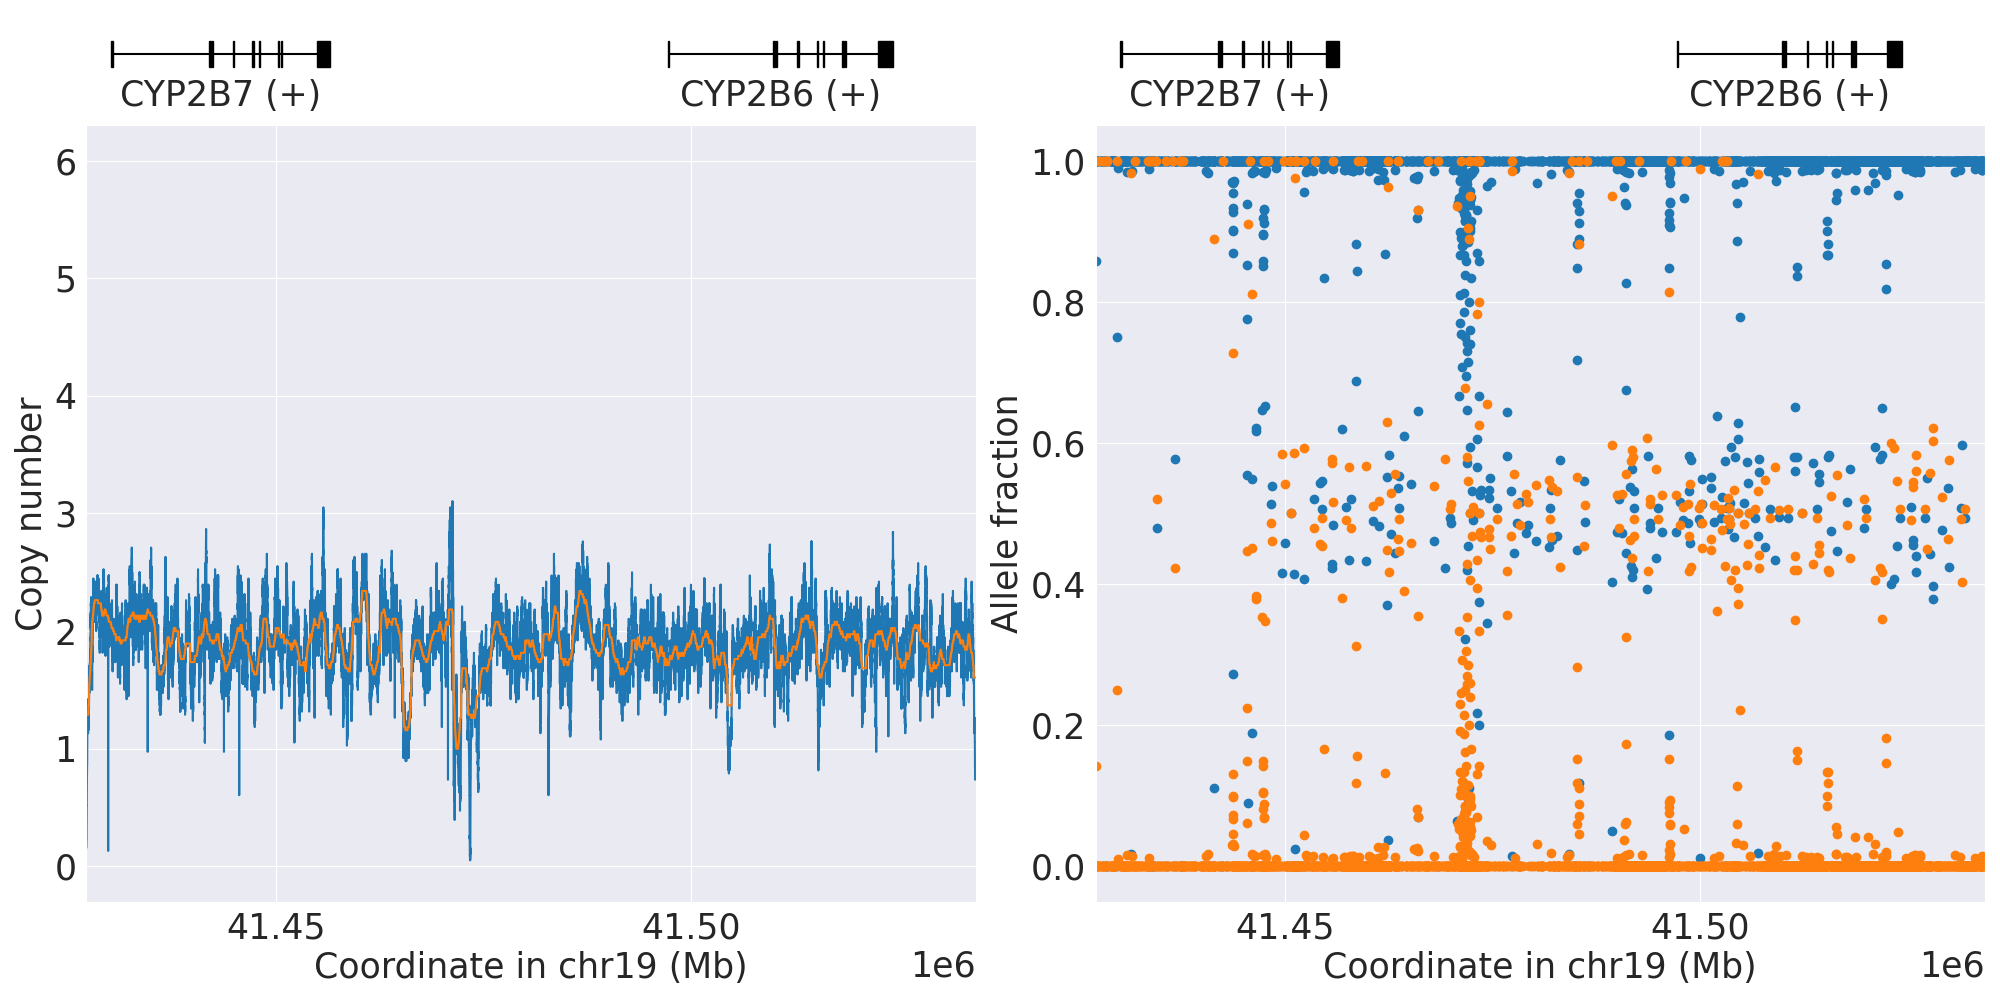 CYP2B7 (+)
CYP2B6 (+)
CYP2B7 (+)
CYP2B6 (+)
Copy number
6
5
4
3
2
1
0
41.45
41.50
Coordinate in chr19 (Mb)
1e6
Allele fraction
1.0
0.8
0.6
0.4
0.2
0.0
41.45
41.50
Coordinate in chr19 (Mb)
1e6